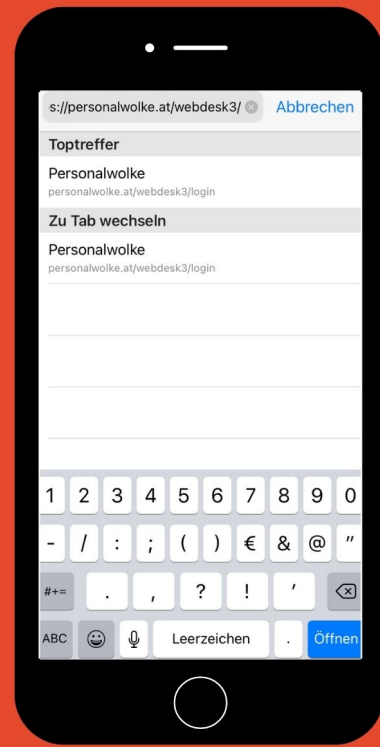 s://personalwolke.at/webdesk3/ Abbrechen
Toptreffer
Personalwolke
personalwolke.at/webdesk3/login
Zu Tab wechseln
Personalwolke
personalwolke.at/webdesk3/login
1 2 3 4 5 6 7 8 9 0
- / : ; ( ) € & @ "
#+= . , ? ! '
ABC Leerzeichen . Öffnen